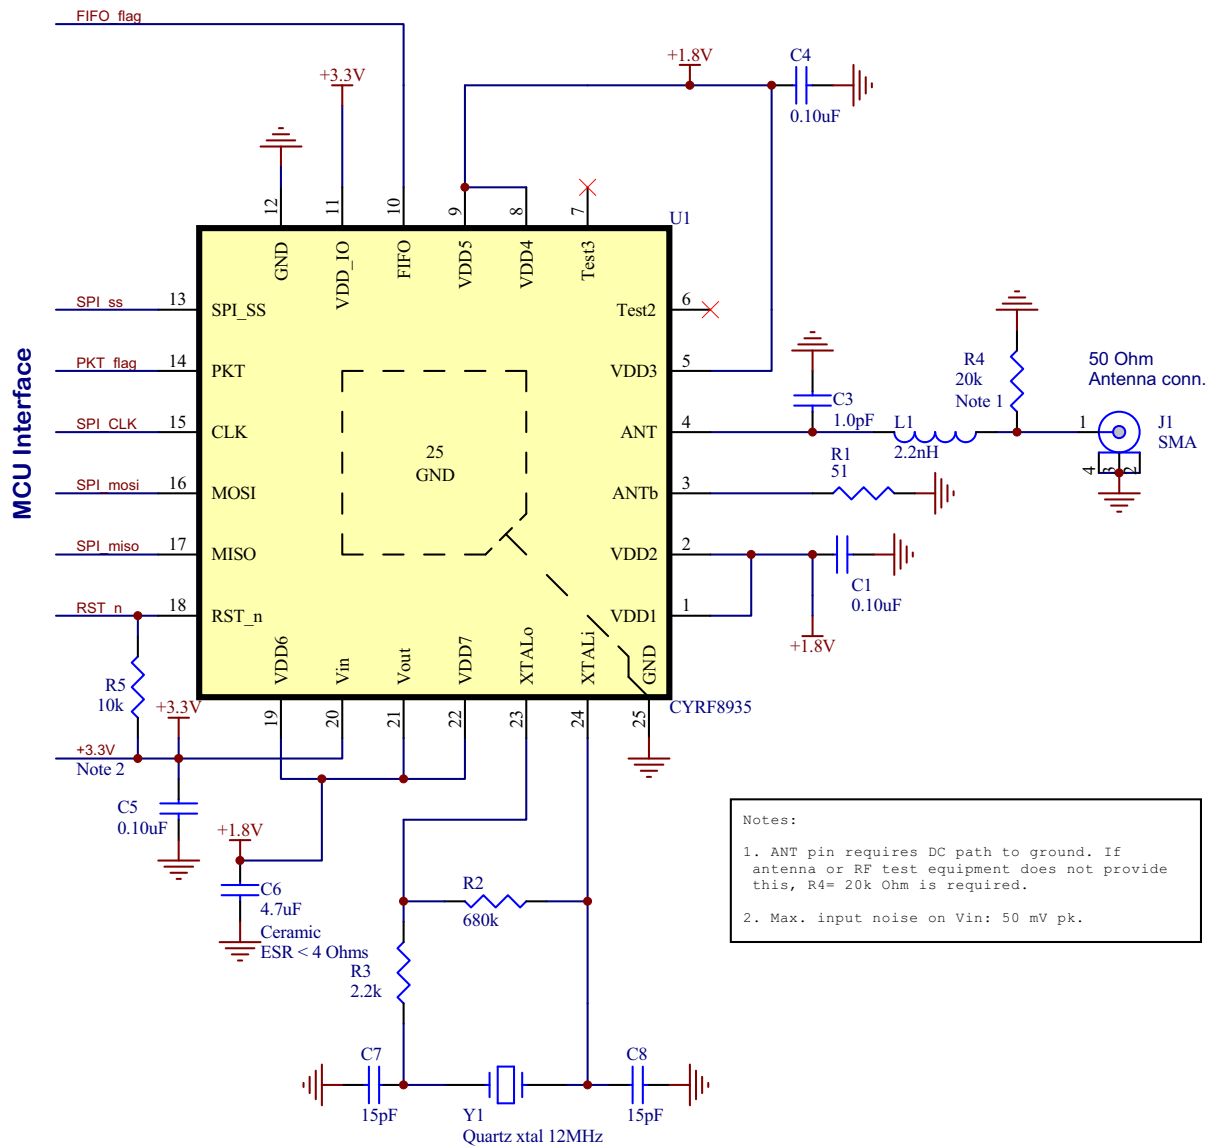 FIFO_flag
+3.3V
+1.8V
C4
0.10uF
12
11
10
9
8
7
U1
GND
VDD_IO
FIFO
VDD5
VDD4
Test3
MCU Interface
SPI_ss
13
SPI_SS
Test2
6
PKT_flag
14
PKT
VDD3
5
SPI_CLK
15
CLK
ANT
4
SPI_mosi
16
MOSI
ANTb
3
SPI_miso
17
MISO
VDD2
2
RST_n
18
RST_n
VDD1
1
25
GND
C3
1.0pF
L1
2.2nH
R4
20k
Note 1
50 Ohm
Antenna conn.
1
J1
SMA
4
3
2
R1
51
C1
0.10uF
+1.8V
VDD6
Vin
Vout
VDD7
XTALo
XTALi
GND
CYRF8935
19
20
21
22
23
24
25
R5
10k
+3.3V
+3.3V
Note 2
C5
0.10uF
+1.8V
C6
4.7uF
Ceramic
ESR < 4 Ohms
R2
680k
R3
2.2k
C7
15pF
Y1
Quartz xtal 12MHz
C8
15pF
Notes:
1. ANT pin requires DC path to ground. If
antenna or RF test equipment does not provide
this, R4= 20k Ohm is required.
2. Max. input noise on Vin: 50 mV pk.